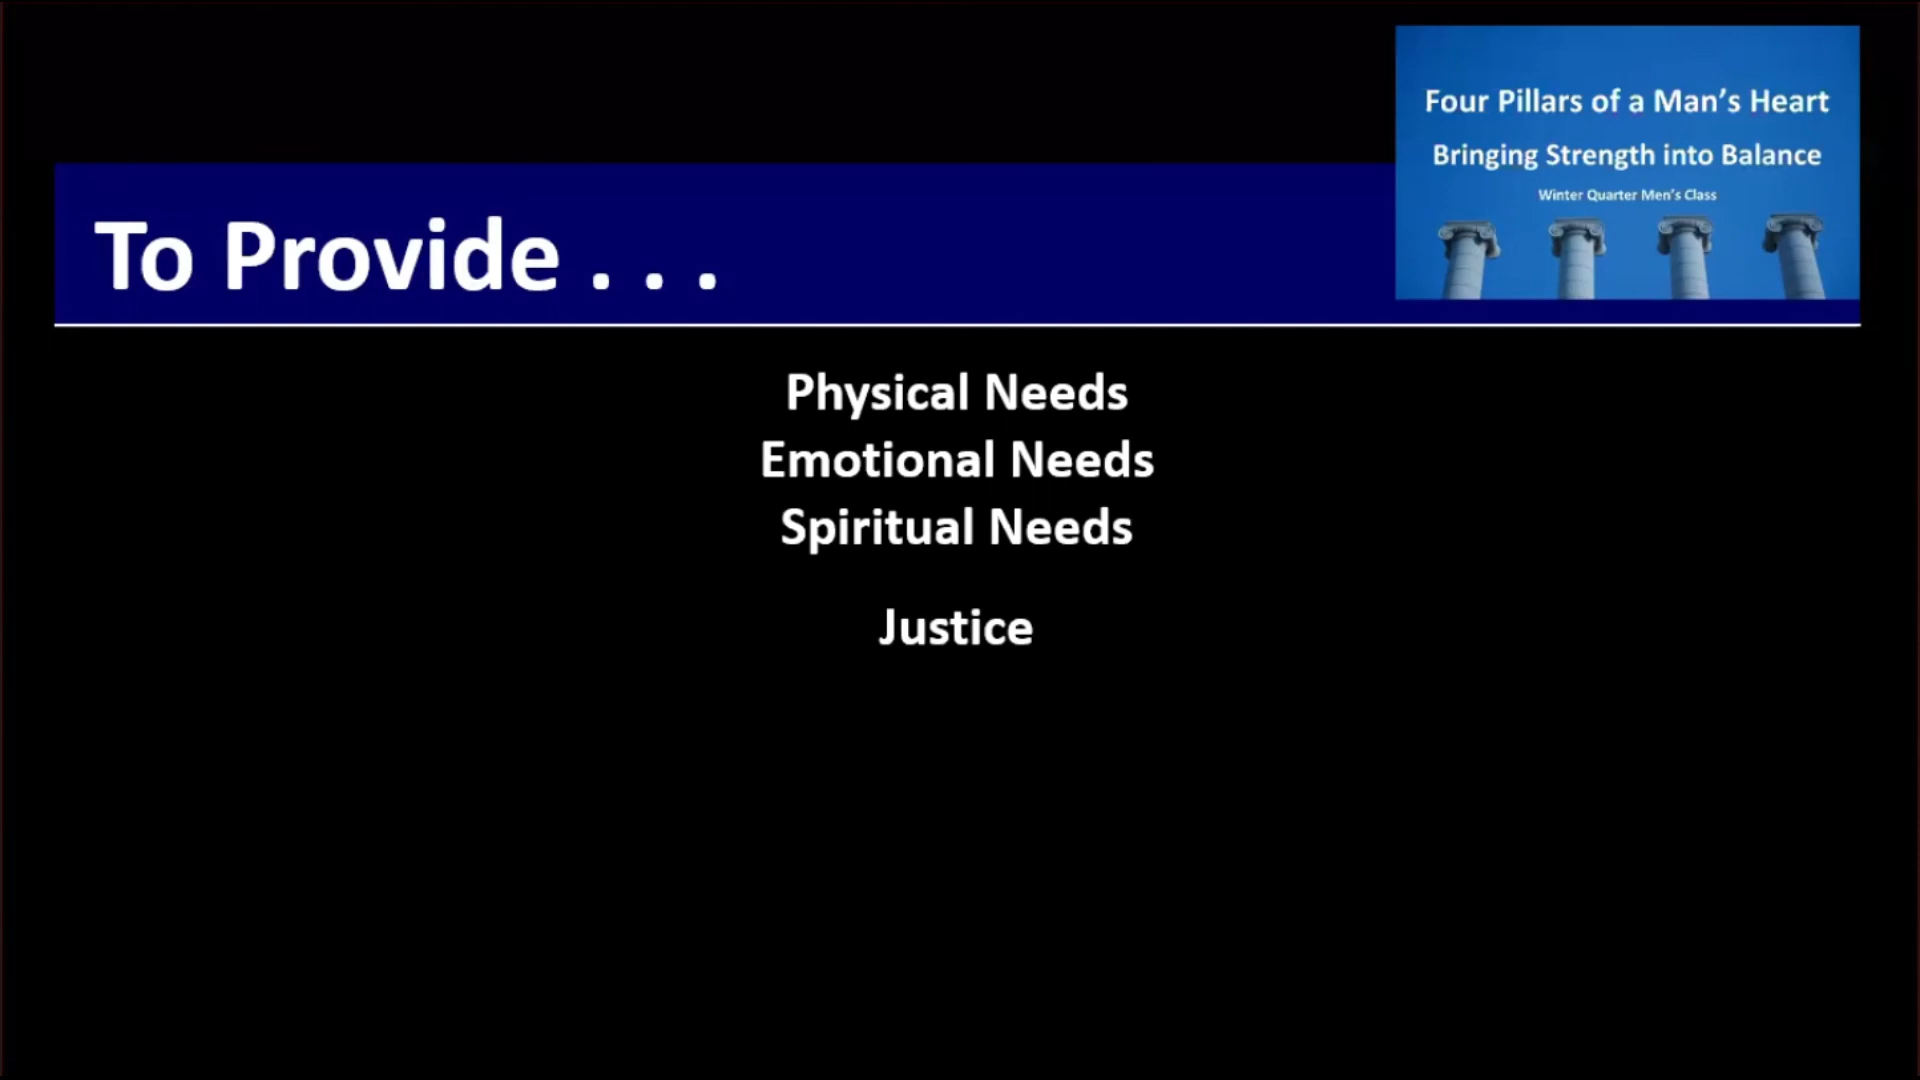 Four Pillars of a Man's Heart
Bringing Strength into Balance
Winter Quarter Men's Class
To Provide . . .
Physical Needs
Emotional Needs
Spiritual Needs
Justice